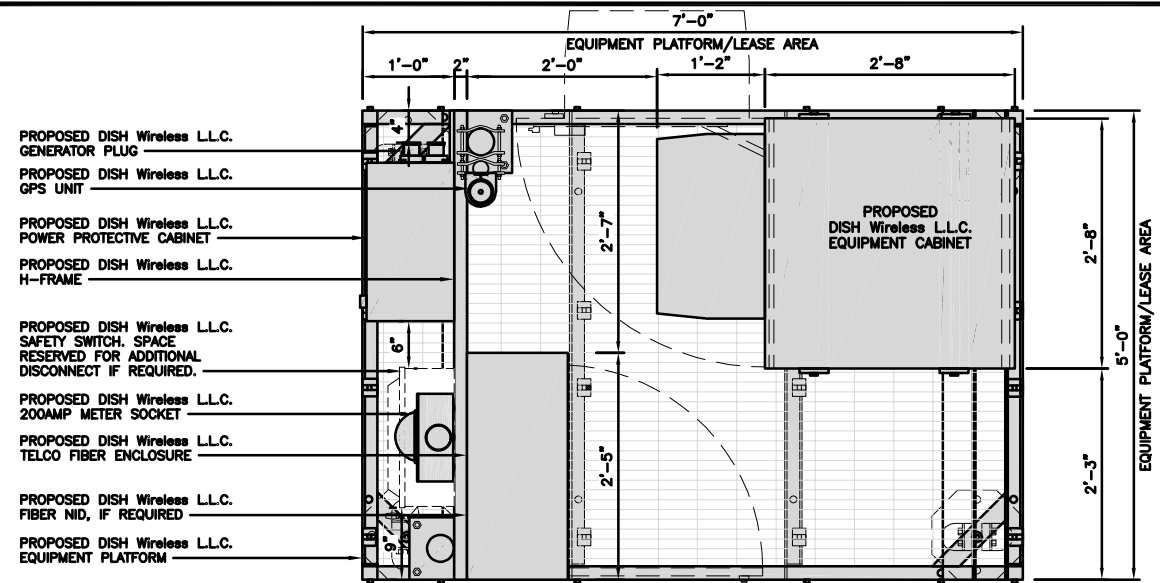 7'-0"
EQUIPMENT PLATFORM/LEASE AREA
1'-0"
2"
2'-0"
1'-2"
2'-8"
4"
PROPOSED DISH Wireless L.L.C.
GENERATOR PLUG
PROPOSED DISH Wireless L.L.C.
GPS UNIT
PROPOSED DISH Wireless L.L.C.
POWER PROTECTIVE CABINET
PROPOSED DISH Wireless L.L.C.
H-FRAME
PROPOSED DISH Wireless L.L.C.
SAFETY SWITCH. SPACE
RESERVED FOR ADDITIONAL
DISCONNECT IF REQUIRED.
PROPOSED DISH Wireless L.L.C.
200AMP METER SOCKET
PROPOSED DISH Wireless L.L.C.
TELCO FIBER ENCLOSURE
PROPOSED DISH Wireless L.L.C.
FIBER NID, IF REQUIRED
PROPOSED DISH Wireless L.L.C.
EQUIPMENT PLATFORM
6"
9"
2'-7"
2'-5"
PROPOSED
DISH Wireless L.L.C.
EQUIPMENT CABINET
2'-8"
2'-3"
5'-0"
EQUIPMENT PLATFORM/LEASE AREA